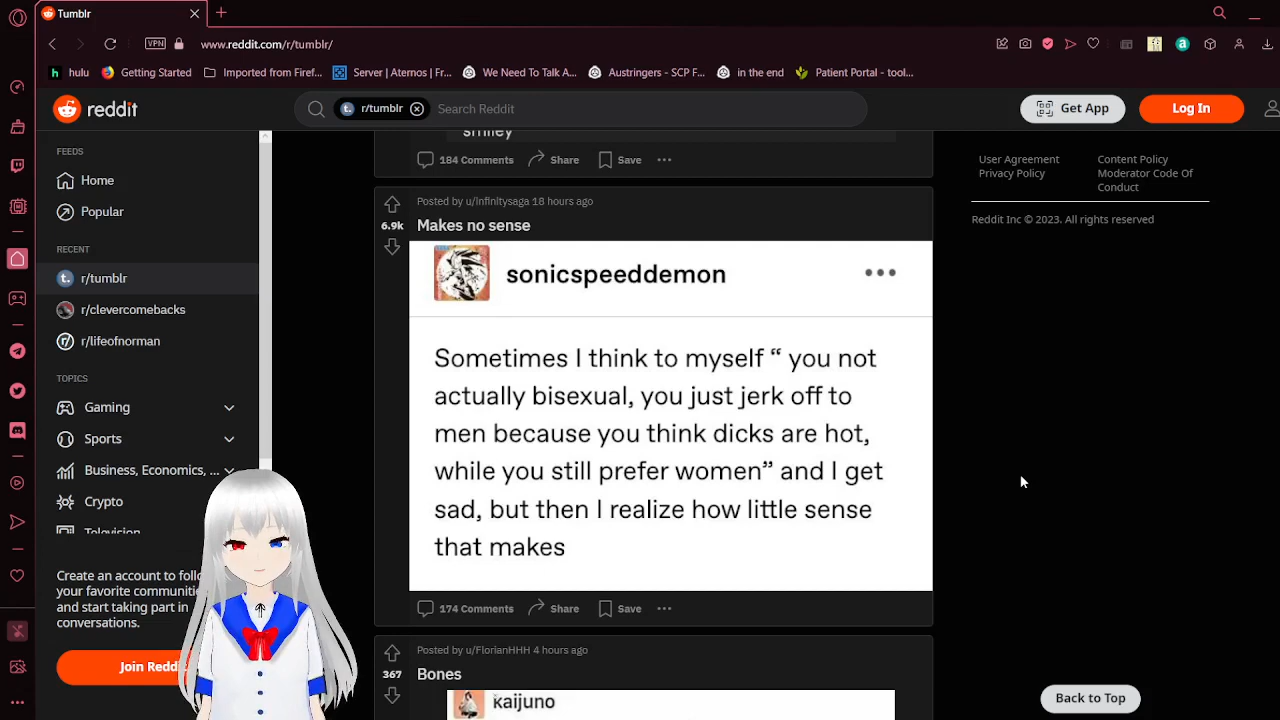 Tumblr
VPN
www.reddit.com/r/tumblr/
hulu
Getting Started
Imported from Firef...
Server | Aternos | Fr...
We Need To Talk A...
Austringers - SCP F...
in the end
Patient Portal - tool...
reddit
r/tumblr
Search Reddit
Get App
Log In
FEEDS
Home
Popular
RECENT
r/tumblr
r/clevercomebacks
r/lifeofnorman
TOPICS
Gaming
Sports
Business, Economics, ...
Crypto
Television
Create an account to
your favorite
and start taking part in
conversations.
Join
smiley
184 Comments
Share
Save
Posted by u/Infinitysaga 18 hours ago
6.9k
Makes no sense
sonicspeeddemon
Sometimes I think to myself “ you not
actually bisexual, you just jerk off to
men because you think dicks are hot,
while you still prefer women” and I get
sad, but then I realize how little sense
that makes
174 Comments
Share
Save
Posted by u/FlorianHHH 4 hours ago
367
Bones
kaijuno
User Agreement
Content Policy
Privacy Policy
Moderator Code Of
Conduct
Reddit Inc © 2023. All rights reserved
Back to Top